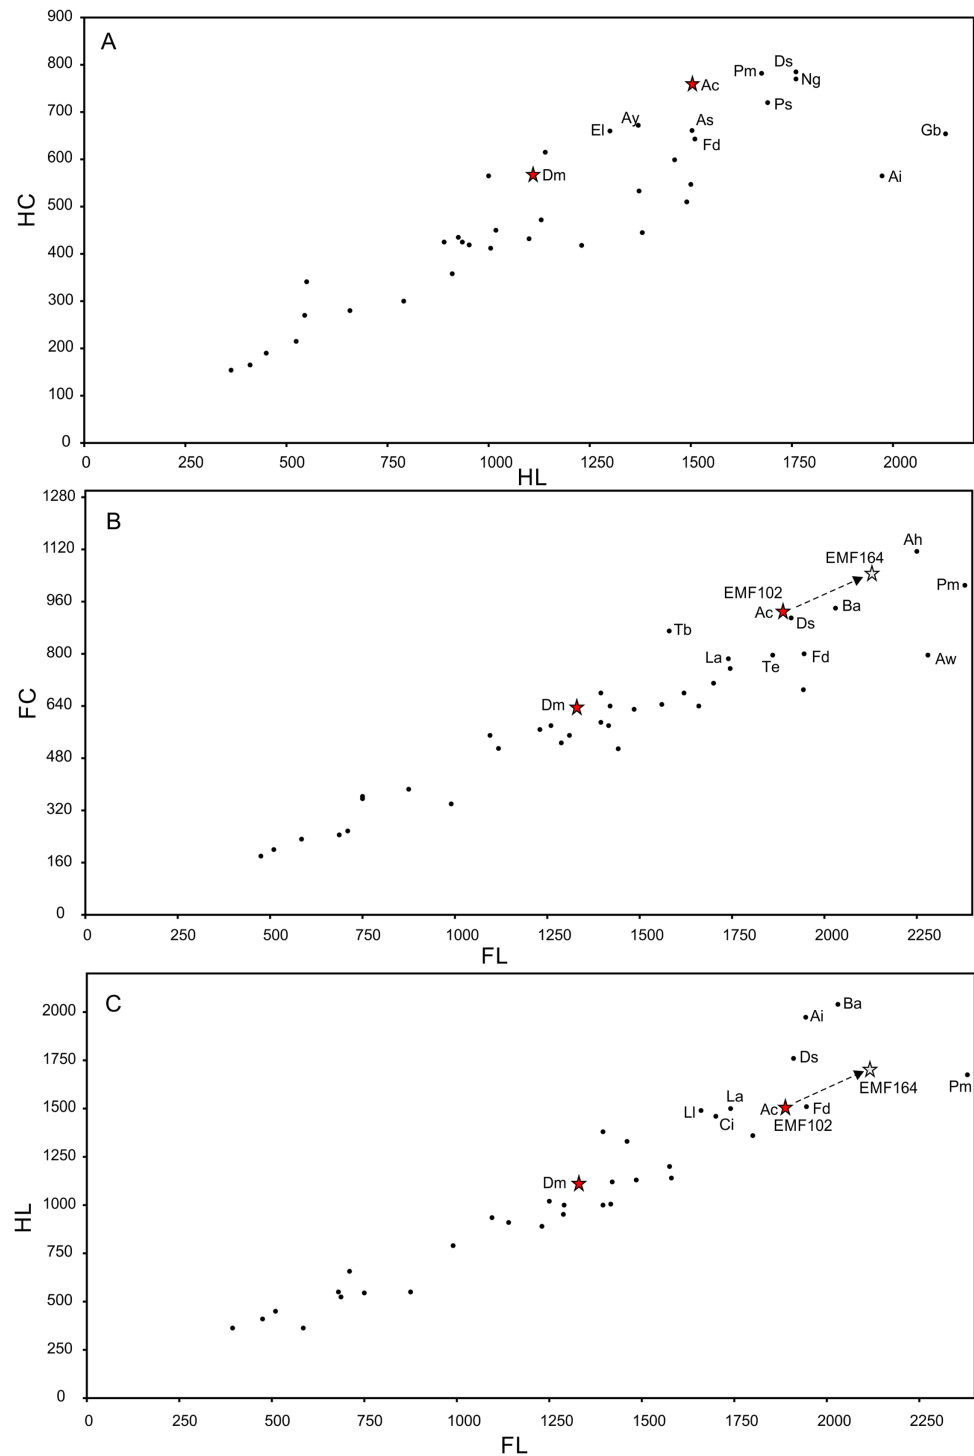 A
900
800
700
600
500
400
300
200
100
0
HC
Ds
Pm
Ng
Ac
Ps
Ay
As
El
Gb
Fd
Dm
Ai
0 250 500 750 1000 1250 1500 1750 2000
HL
B
1280
1120
960
800
640
480
320
160
0
FC
Ah
EMF164
Pm
EMF102
Ba
Ac
Ds
Tb
La
Te
Fd
Aw
Dm
0 250 500 750 1000 1250 1500 1750 2000 2250
FL
C
2000
1750
1500
1250
1000
750
500
250
0
HL
Ba
Ai
Ds
EMF164
Pm
La
Ll
Ac
Fd
Ci
EMF102
Dm
0 250 500 750 1000 1250 1500 1750 2000 2250
FL